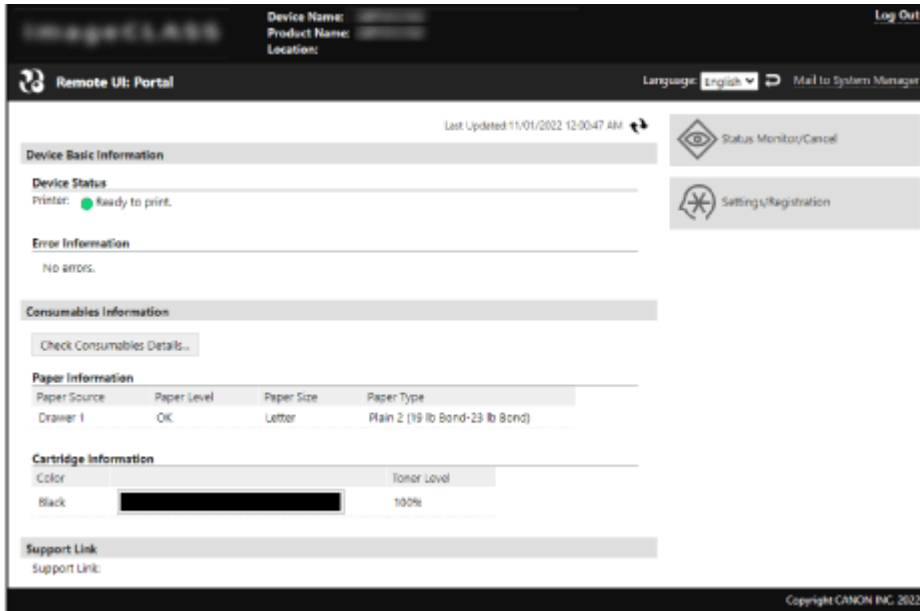 imageCLASS
Device Name:
Product Name:
Location:
Log Out
Remote UI: Portal
Language: English
Mail to System Manager
Last Updated:11/01/2022 12:00:47 AM
Device Basic Information
Device Status
Printer: Ready to print.
Error Information
No errors.
Consumables Information
Check Consumables Details...
Paper Information
Paper Source Paper Level Paper Size Paper Type
Drawer 1 OK Letter Plain 2 (19 lb Bond-23 lb Bond)
Cartridge Information
Color Toner Level
Black 100%
Support Link
Support Link:
Status Monitor/Cancel
Settings/Registration
Copyright CANON INC. 2022